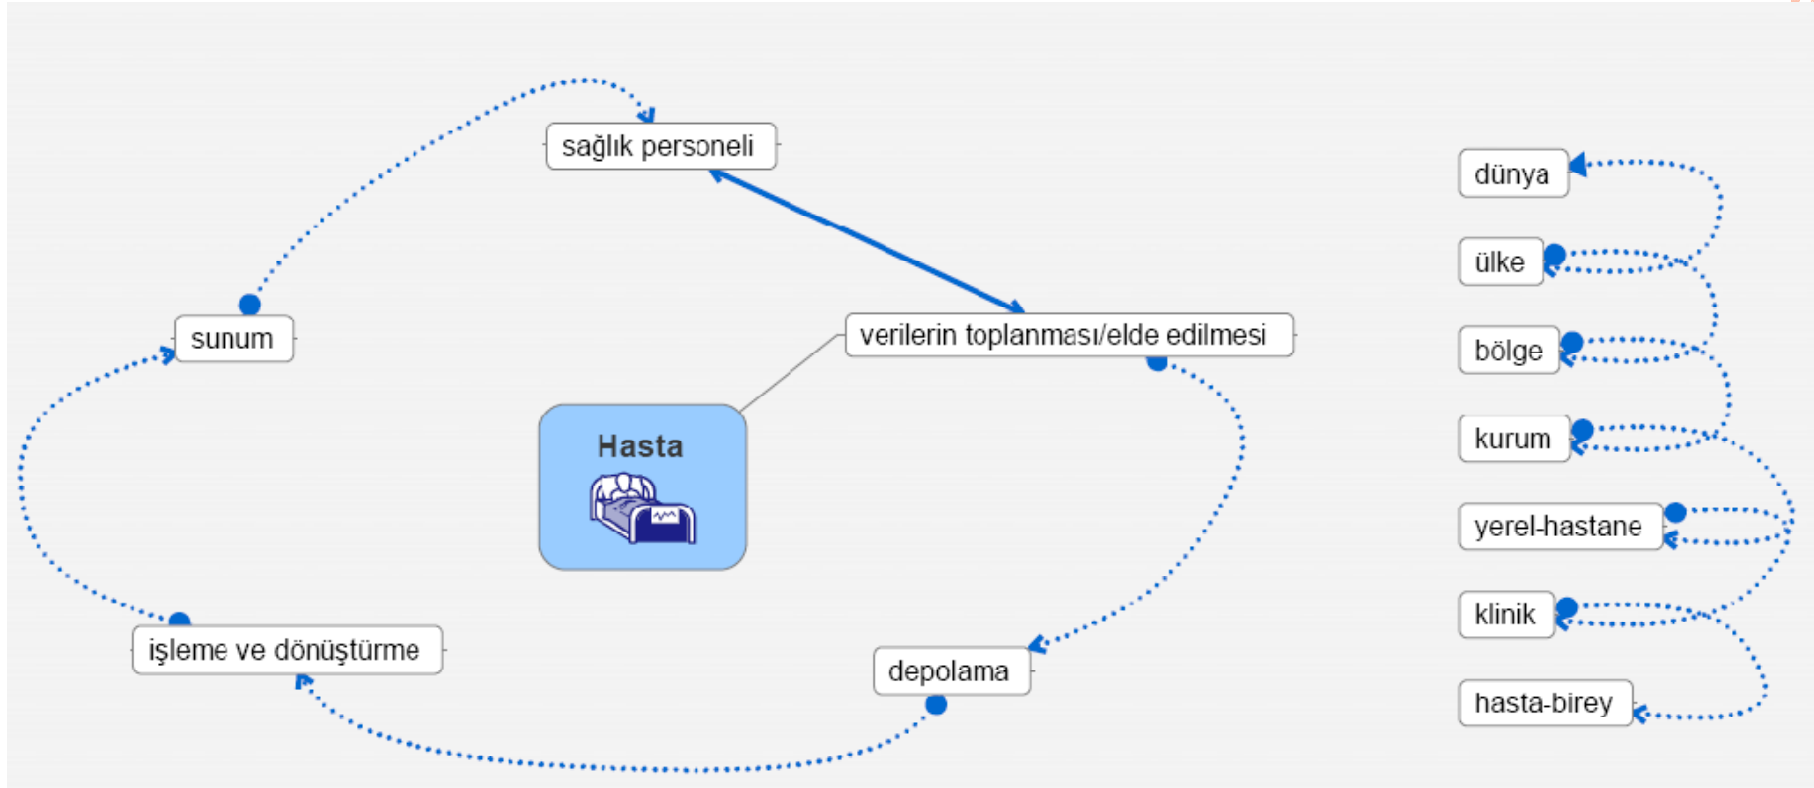 sağlık personeli
sunum
verilerin toplanması/elde edilmesi
Hasta
işleme ve dönüştürme
depolama
dünya
ülke
bölge
kurum
yerel-hastane
klinik
hasta-birey